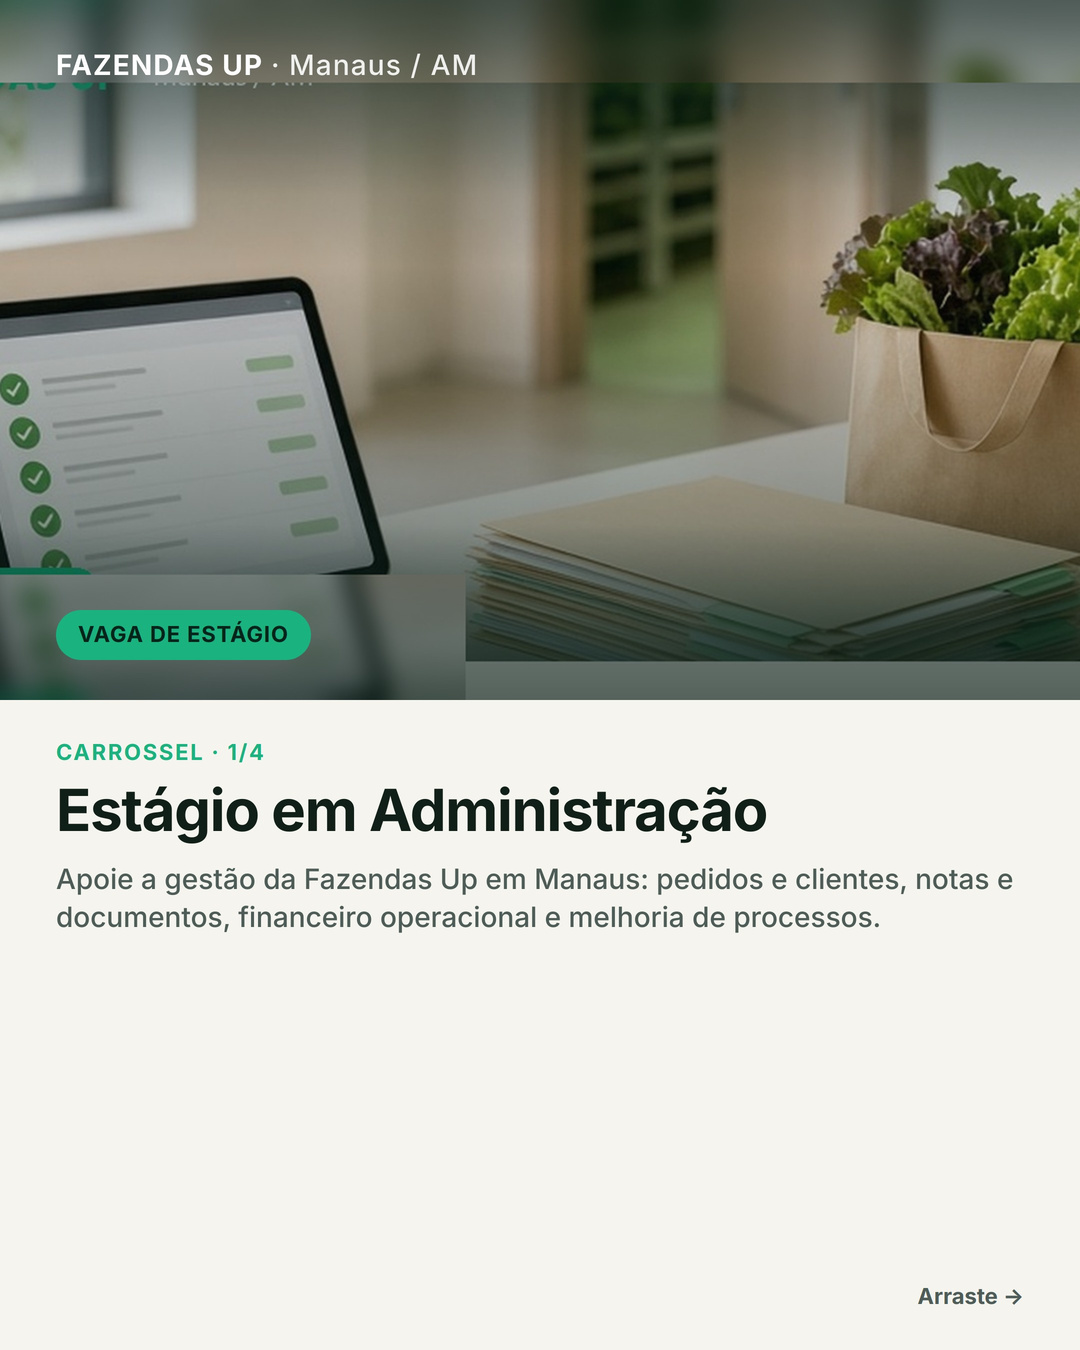 FAZENDAS UP · Manaus / AM
VAGA DE ESTÁGIO
CARROSSEL · 1/4
Estágio em Administração
Apoie a gestão da Fazendas Up em Manaus: pedidos e clientes, notas e
documentos, financeiro operacional e melhoria de processos.
Arraste →